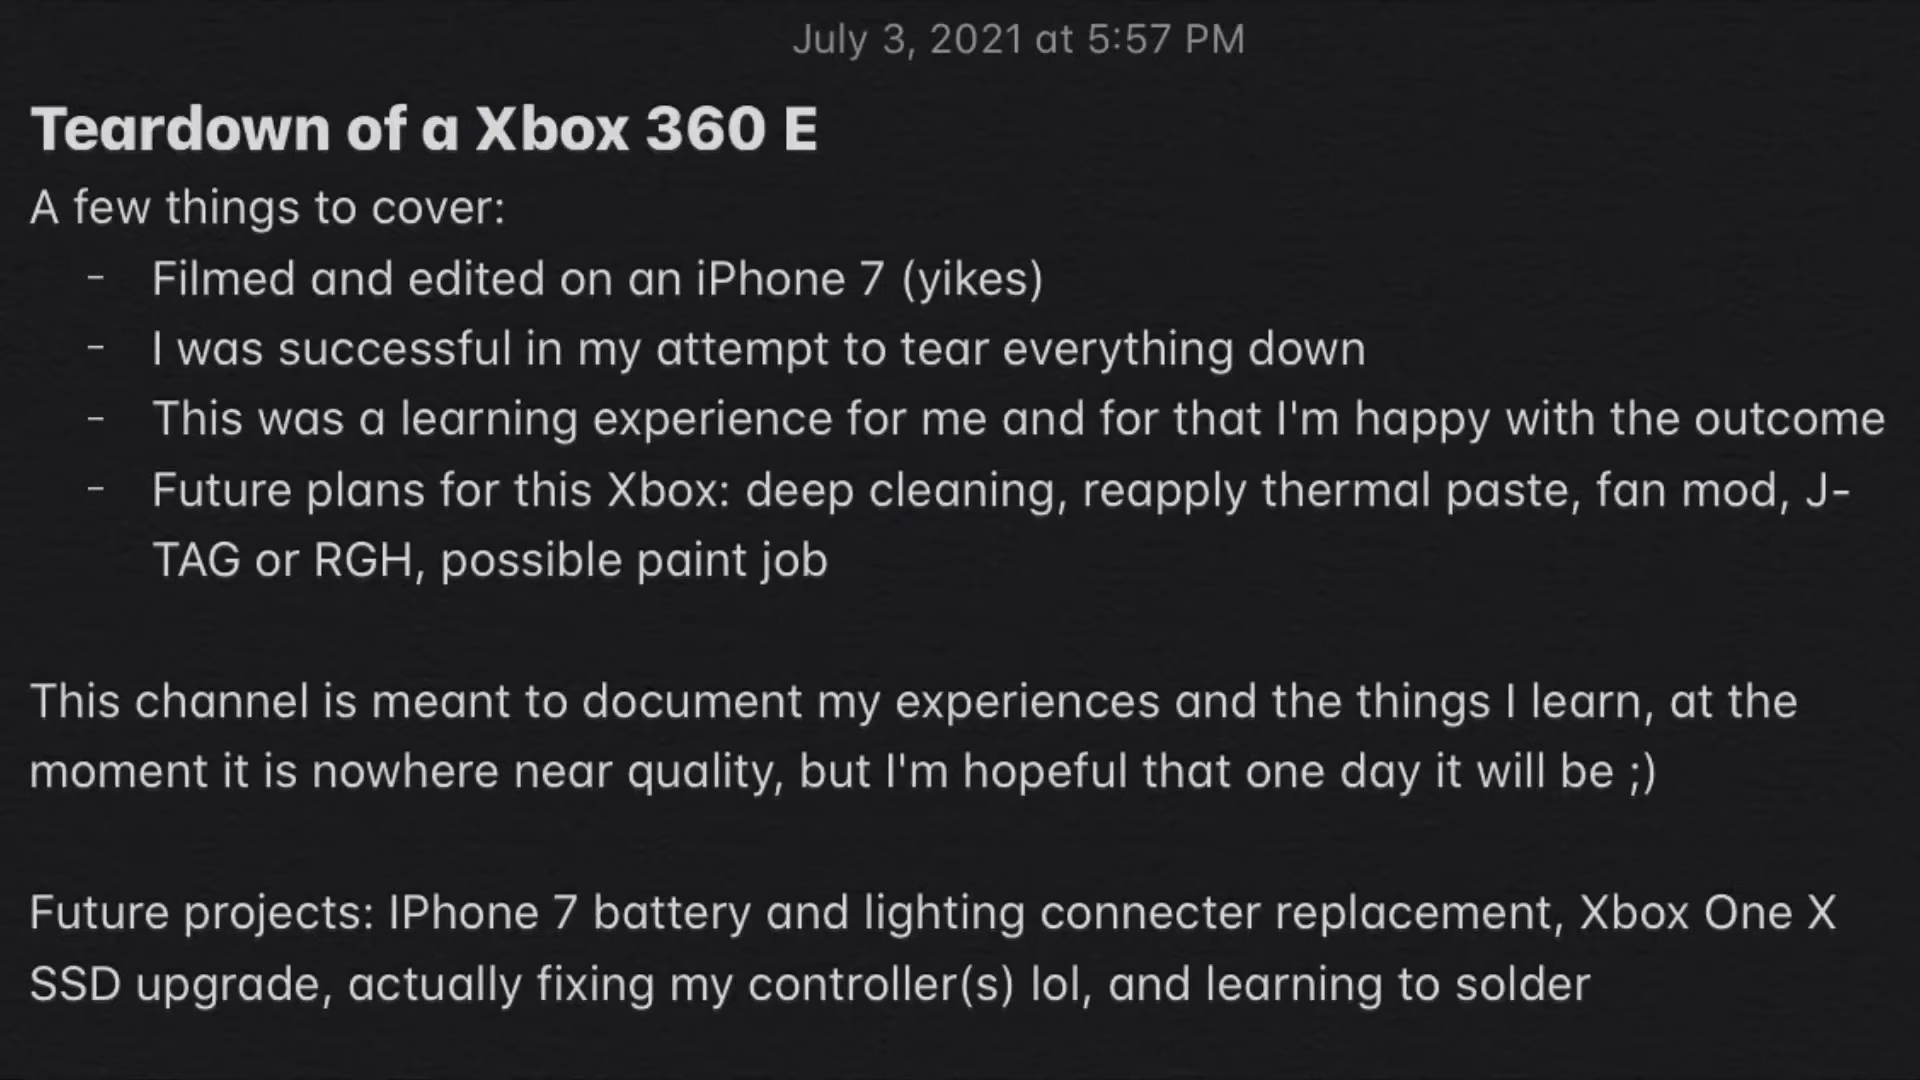 July 3, 2021 at 5:57 PM
Teardown of a Xbox 360 E
A few things to cover:
- Filmed and edited on an iPhone 7 (yikes)
- I was successful in my attempt to tear everything down
- This was a learning experience for me and for that I'm happy with the outcome
- Future plans for this Xbox: deep cleaning, reapply thermal paste, fan mod, J-
TAG or RGH, possible paint job
This channel is meant to document my experiences and the things I learn, at the
moment it is nowhere near quality, but I'm hopeful that one day it will be ;)
Future projects: IPhone 7 battery and lighting connecter replacement, Xbox One X
SSD upgrade, actually fixing my controller(s) lol, and learning to solder